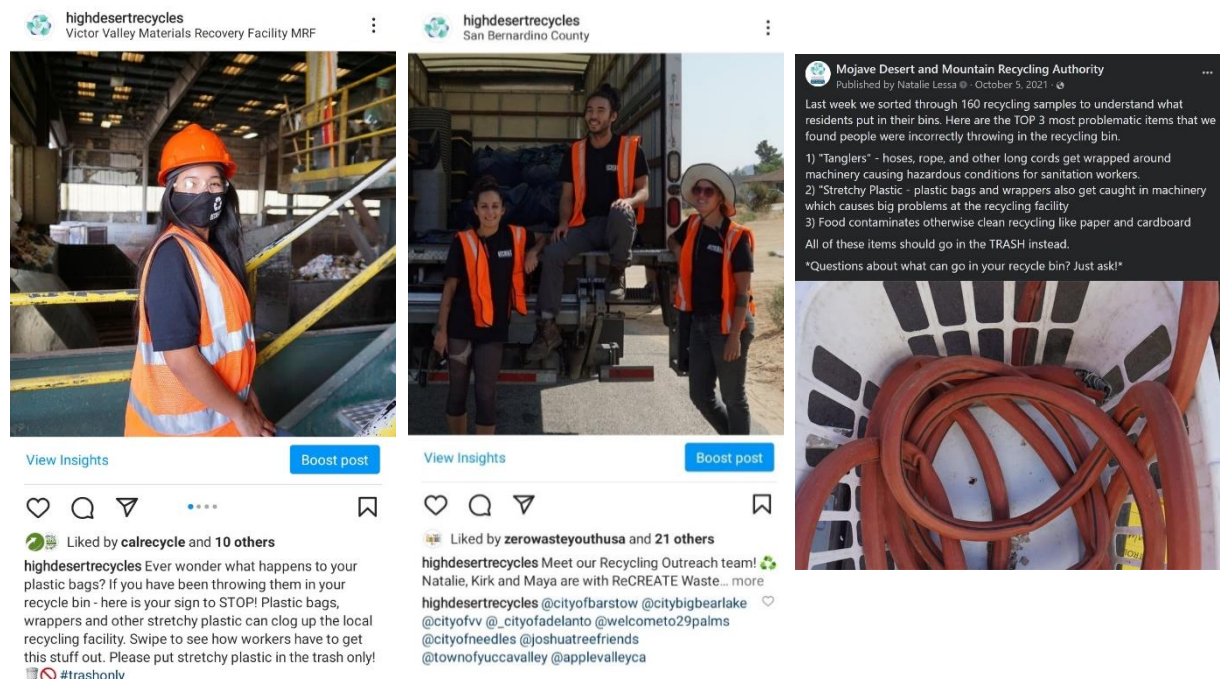 highdesertrecycles
Victor Valley Materials Recovery Facility MRF
View Insights
Boost post
Liked by calrecycle and 10 others
highdesertrecycles Ever wonder what happens to your
plastic bags? If you have been throwing them in your
recycle bin - here is your sign to STOP! Plastic bags,
wrappers and other stretchy plastic can clog up the local
recycling facility. Swipe to see how workers have to get
this stuff out. Please put stretchy plastic in the trash only!
🗑️🚫 #trashonly
highdesertrecycles
San Bernardino County
View Insights
Boost post
Liked by zerowasteyouthusa and 21 others
highdesertrecycles Meet our Recycling Outreach team! ♻️
Natalie, Kirk and Maya are with ReCREATE Waste... more
highdesertrecycles @cityofbarstow @citybigbearlake
@cityofvv @_cityofadelanto @welcometo29palms
@cityofneedles @joshuatreefriends
@townofyuccavalley @applevalleyca
Mojave Desert and Mountain Recycling Authority
Published by Natalie Lessa · October 5, 2021 ·
Last week we sorted through 160 recycling samples to understand what
residents put in their bins. Here are the TOP 3 most problematic items that we
found people were incorrectly throwing in the recycling bin.
1) "Tanglers" - hoses, rope, and other long cords get wrapped around
machinery causing hazardous conditions for sanitation workers.
2) "Stretchy Plastic - plastic bags and wrappers also get caught in machinery
which causes big problems at the recycling facility
3) Food contaminates otherwise clean recycling like paper and cardboard
All of these items should go in the TRASH instead.
*Questions about what can go in your recycle bin? Just ask!*